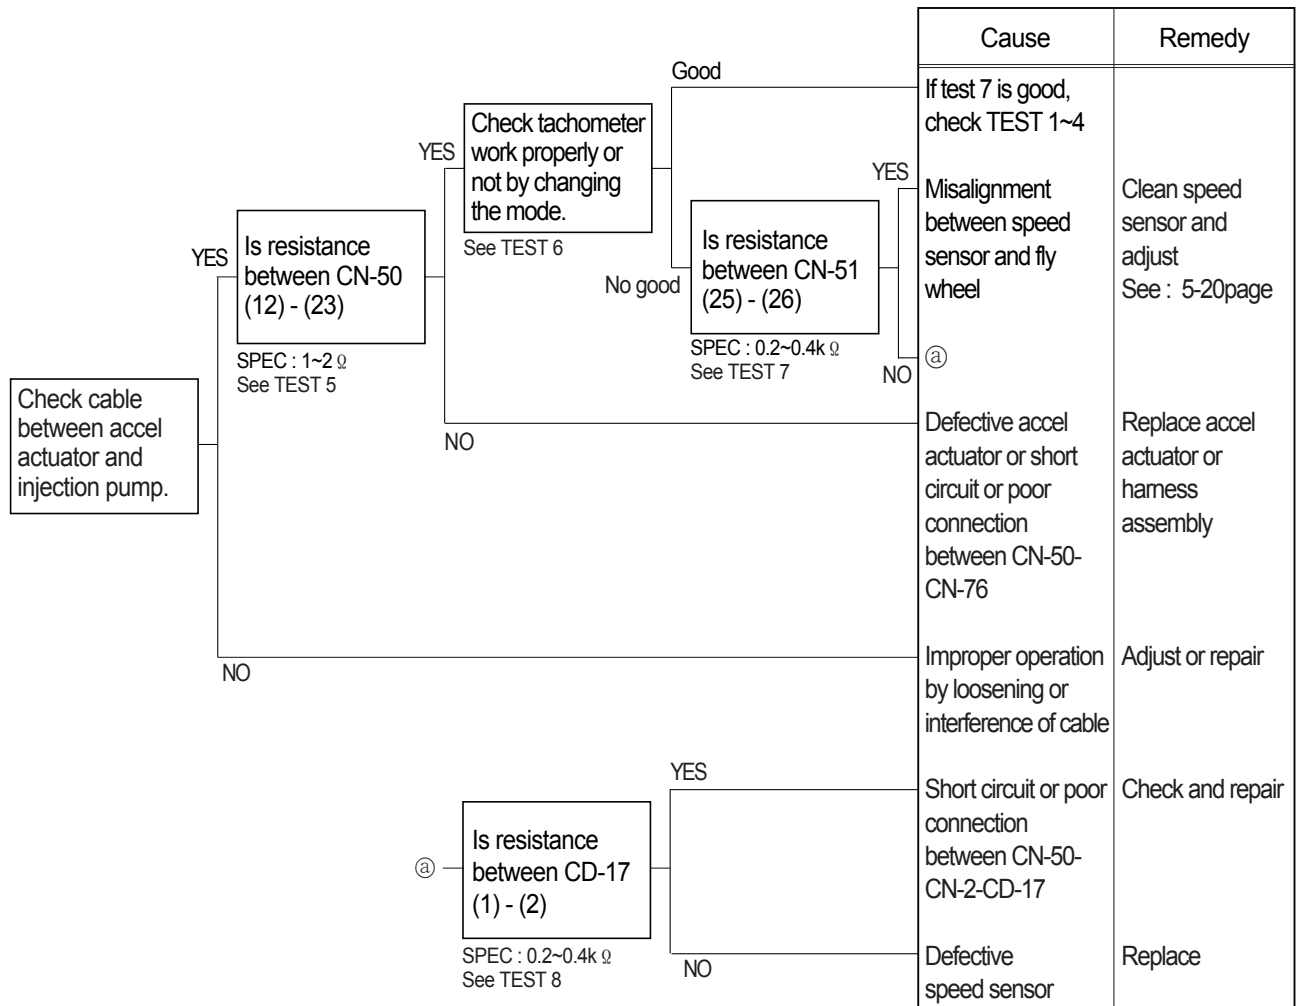 Cause
Remedy
Good
If test 7 is good,
check TEST 1~4
Check tachometer
work properly or
not by changing
the mode.
See TEST 6
YES
YES
Misalignment
between speed
sensor and fly
wheel
Clean speed
sensor and
adjust
See : 5-20page
Is resistance
between CN-50
(12) - (23)
SPEC : 1~2 Ω
See TEST 5
YES
No good
Is resistance
between CN-51
(25) - (26)
SPEC : 0.2~0.4k Ω
See TEST 7
NO
ⓐ
Check cable
between accel
actuator and
injection pump.
NO
Defective accel
actuator or short
circuit or poor
connection
between CN-50-
CN-76
Replace accel
actuator or
harness
assembly
NO
Improper operation
by loosening or
interference of cable
Adjust or repair
ⓐ
Is resistance
between CD-17
(1) - (2)
SPEC : 0.2~0.4k Ω
See TEST 8
YES
Short circuit or poor
connection
between CN-50-
CN-2-CD-17
Check and repair
NO
Defective
speed sensor
Replace